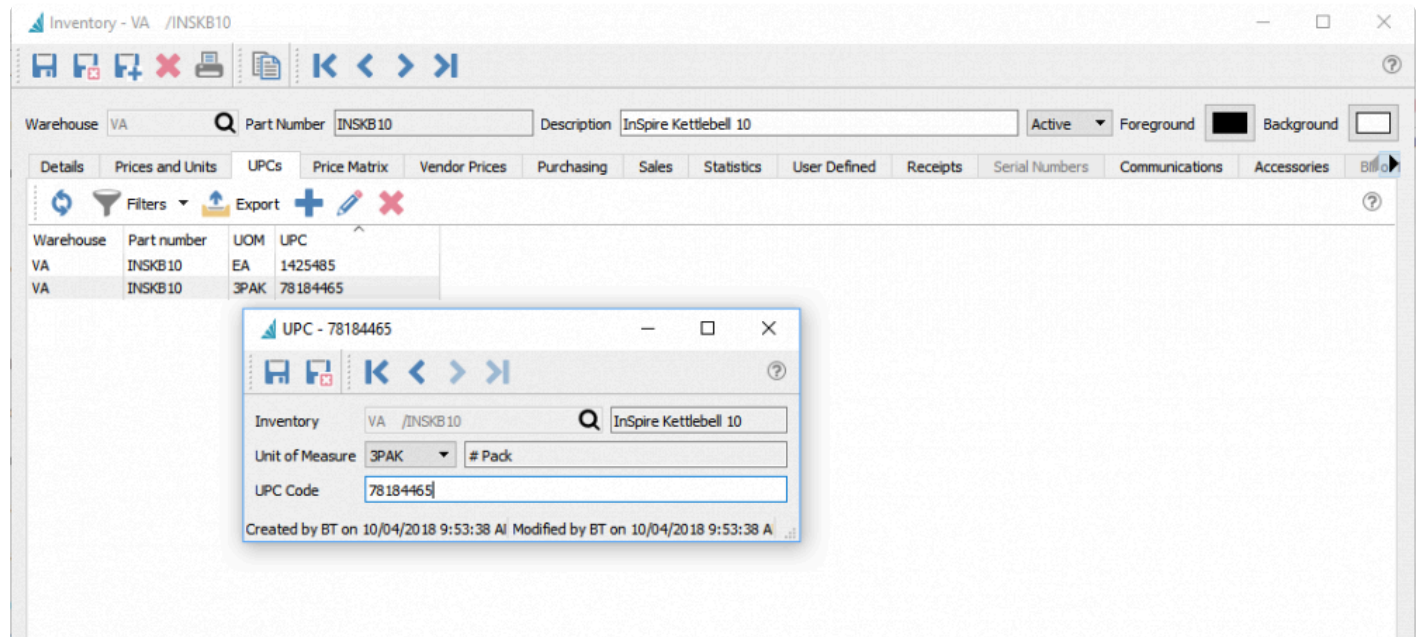 Inventory - VA /INSKB10
Warehouse VA Part Number INSKB10 Description InSpire Kettlebell 10 Active Foreground Background
Details Prices and Units UPCs Price Matrix Vendor Prices Purchasing Sales Statistics User Defined Receipts Serial Numbers Communications Accessories
Filters Export
Warehouse Part number UOM UPC
VA INSKB10 EA 1425485
VA INSKB10 3PAK 78184465
UPC - 78184465
Inventory VA /INSKB10 InSpire Kettlebell 10
Unit of Measure 3PAK # Pack
UPC Code 78184465
Created by BT on 10/04/2018 9:53:38 A Modified by BT on 10/04/2018 9:53:38 A